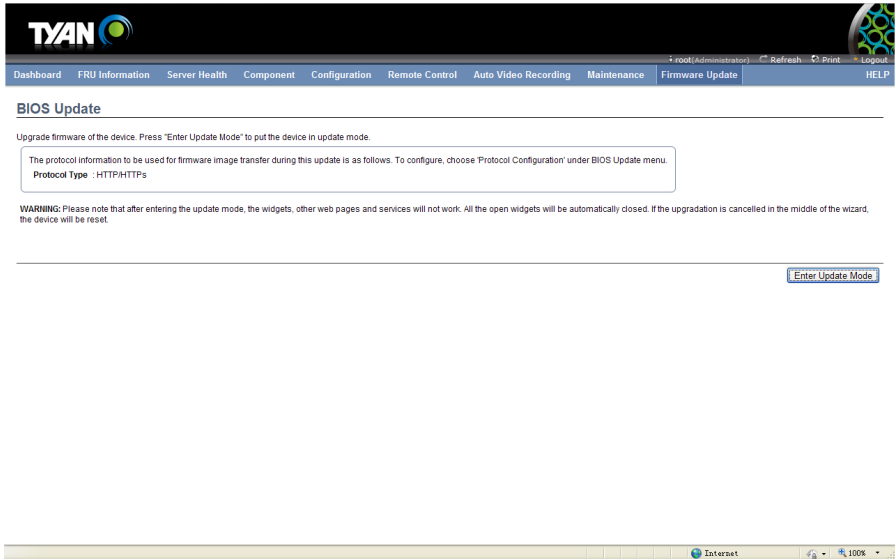 TYAN
root(Administrator) Refresh Print Logout
Dashboard FRU Information Server Health Component Configuration Remote Control Auto Video Recording Maintenance Firmware Update HELP
BIOS Update
Upgrade firmware of the device. Press "Enter Update Mode" to put the device in update mode.
The protocol information to be used for firmware image transfer during this update is as follows. To configure, choose 'Protocol Configuration' under BIOS Update menu.
Protocol Type : HTTP/HTTPs
WARNING: Please note that after entering the update mode, the widgets, other web pages and services will not work. All the open widgets will be automatically closed. If the upgradation is cancelled in the middle of the wizard,
the device will be reset.
Enter Update Mode
Internet 100%